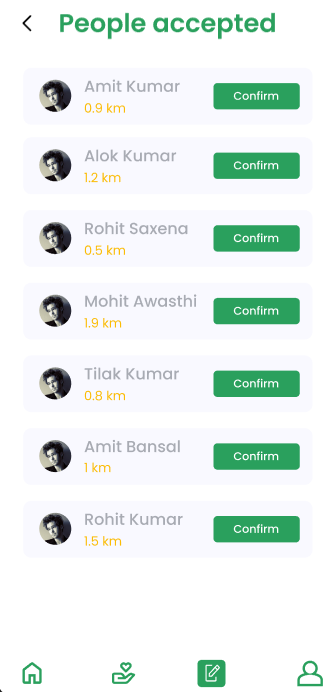 People accepted
Amit Kumar
0.9 km
Confirm
Alok Kumar
1.2 km
Confirm
Rohit Saxena
0.5 km
Confirm
Mohit Awasthi
1.9 km
Confirm
Tilak Kumar
0.8 km
Confirm
Amit Bansal
1 km
Confirm
Rohit Kumar
1.5 km
Confirm